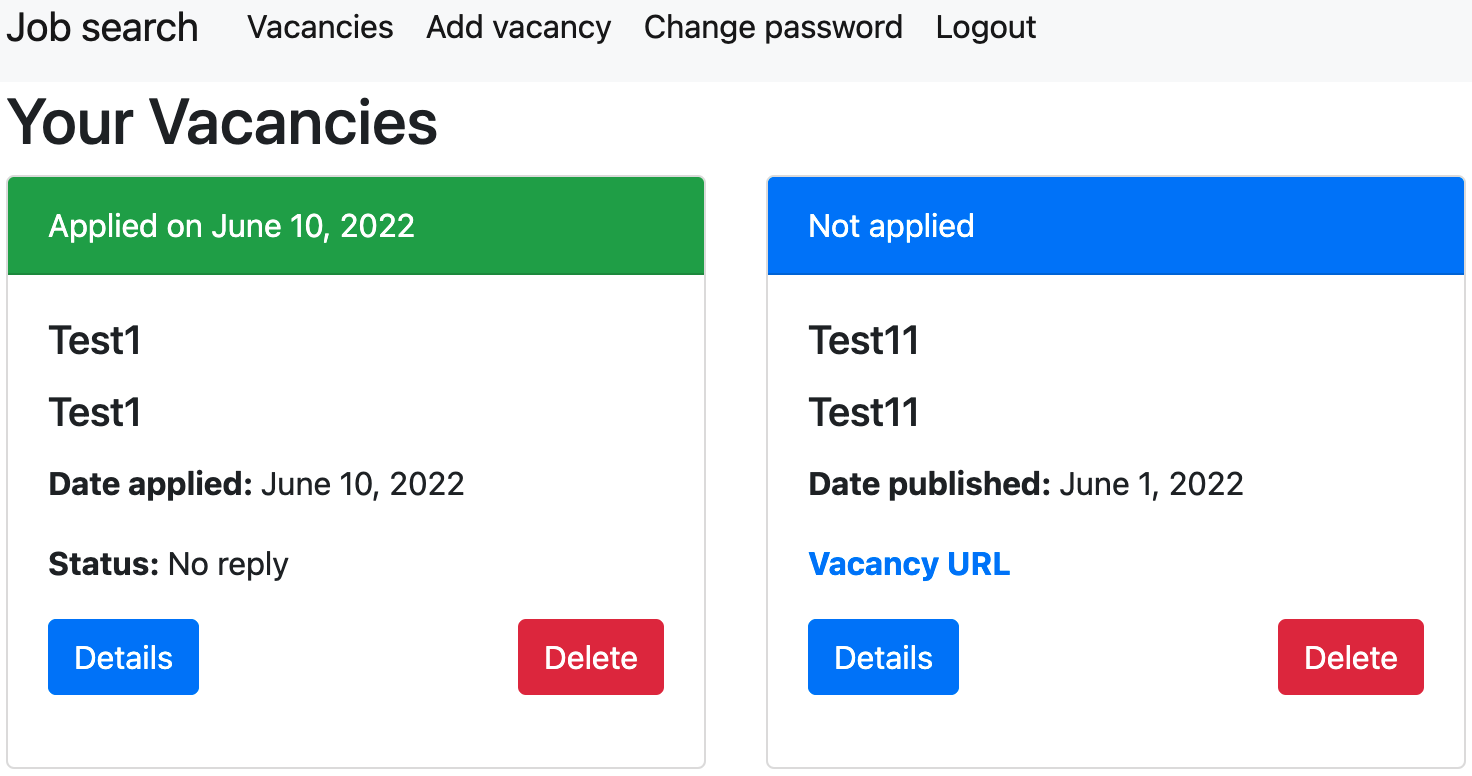 Job search Vacancies Add vacancy Change password Logout
Your Vacancies
Applied on June 10, 2022
Test1
Test1
Date applied: June 10, 2022
Status: No reply
Details Delete
Not applied
Test11
Test11
Date published: June 1, 2022
Vacancy URL
Details Delete